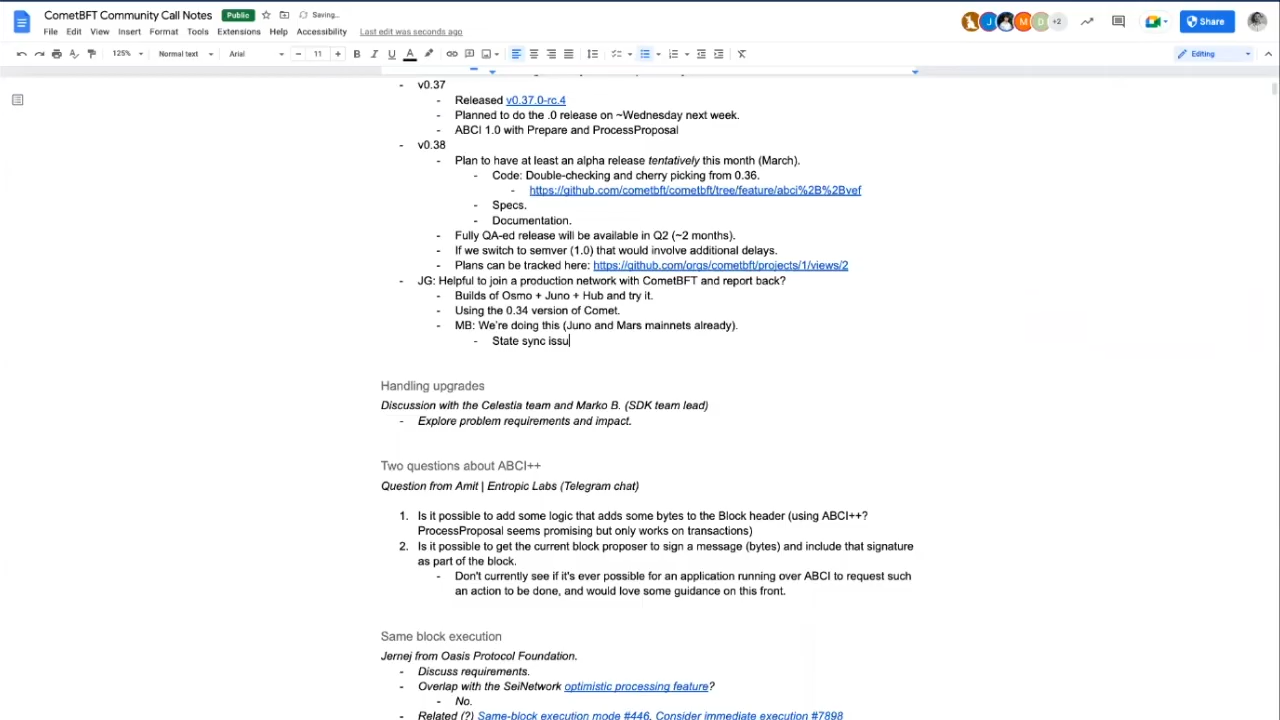 CometBFT Community Call Notes
Public
Saving...
File Edit View Insert Format Tools Extensions Help Accessibility
Last edit was seconds ago
J
M
D
+2
Share
125%
Normal text
Arial
11
B I U A
Editing
- v0.37
- Released v0.37.0-rc.4
- Planned to do the .0 release on ~Wednesday next week.
- ABCI 1.0 with Prepare and ProcessProposal
- v0.38
- Plan to have at least an alpha release tentatively this month (March).
- Code: Double-checking and cherry picking from 0.36.
- https://github.com/cometbft/cometbft/tree/feature/abci%2B%2Bvef
- Specs.
- Documentation.
- Fully QA-ed release will be available in Q2 (~2 months).
- If we switch to semver (1.0) that would involve additional delays.
- Plans can be tracked here: https://github.com/orgs/cometbft/projects/1/views/2
- JG: Helpful to join a production network with CometBFT and report back?
- Builds of Osmo + Juno + Hub and try it.
- Using the 0.34 version of Comet.
- MB: We're doing this (Juno and Mars mainnets already).
- State sync issu
Handling upgrades
Discussion with the Celestia team and Marko B. (SDK team lead)
- Explore problem requirements and impact.
Two questions about ABCI++
Question from Amit | Entropic Labs (Telegram chat)
1. Is it possible to add some logic that adds some bytes to the Block header (using ABCI++?
ProcessProposal seems promising but only works on transactions)
2. Is it possible to get the current block proposer to sign a message (bytes) and include that signature
as part of the block.
- Don't currently see if it's ever possible for an application running over ABCI to request such
an action to be done, and would love some guidance on this front.
Same block execution
Jernej from Oasis Protocol Foundation.
- Discuss requirements.
- Overlap with the SeiNetwork optimistic processing feature?
- No.
- Related (?) Same-block execution mode #446, Consider immediate execution #7898